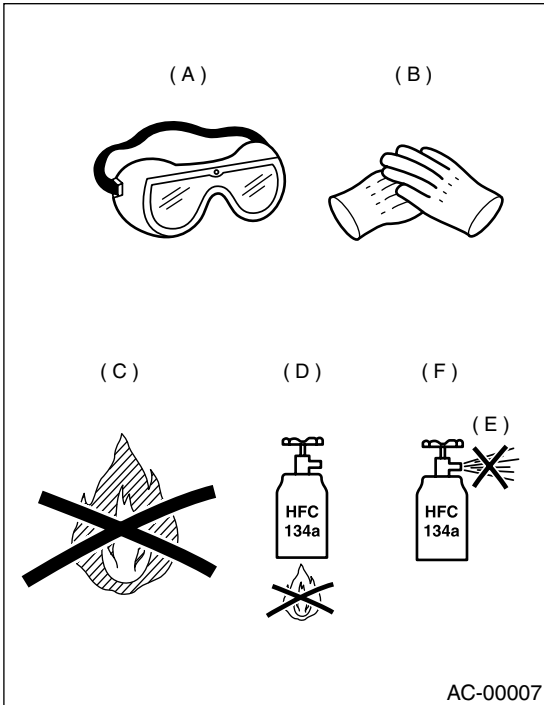 ( A )
( B )
( C )
( D )
( F )
( E )
HFC
134a
HFC
134a
AC-00007